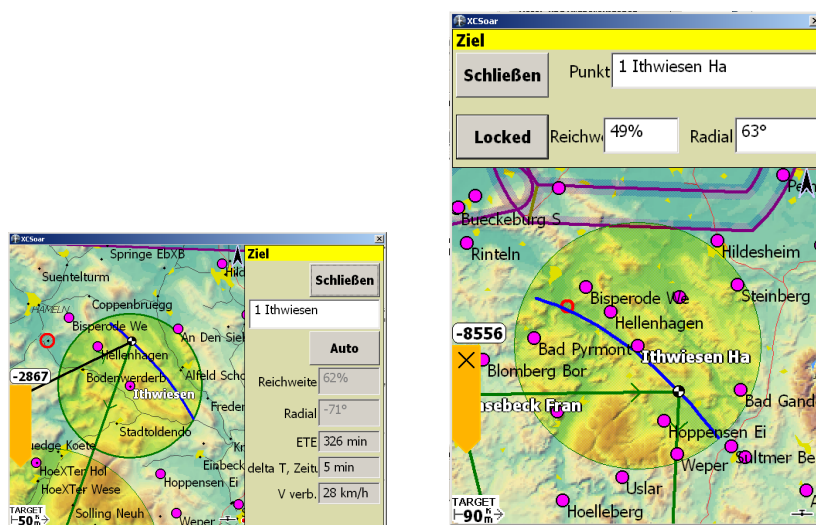 XCSoar
Ziel
Schließen
Punkt
1 Ithwiesen Ha
Locked
49%
Radial
63°
Bueckeburg S
Rinteln
Hildesheim
Bisperode We
Steinberg
Hellenhagen
-8556
Bad Pyrmont
Ithwiesen Ha
Blomberg Bor
Bad Gand
Hoppensen Ei
Weper
Uslar
Hoelleberg
TARGET
90
XCSoar
Springe EbXB
Suentelturm
Coppenbruegg
HAMELN
Bisperode We
An Den Siel
Hellenhagen
-2867
Bodenwerderb
Alfeld Scho
Ithwiesen
Freden
Stadtoldendo
HoeXTer Hol
Einbeck
HoeXTer Wese
Hoppensen Ei
Solling Neuh
Weper
TARGET
50
Ziel
Schließen
1 Ithwiesen
Auto
Reichweite
62%
Radial
-71°
ETE
326 min
delta T, Zeitu
5 min
V verb.
28 km/h